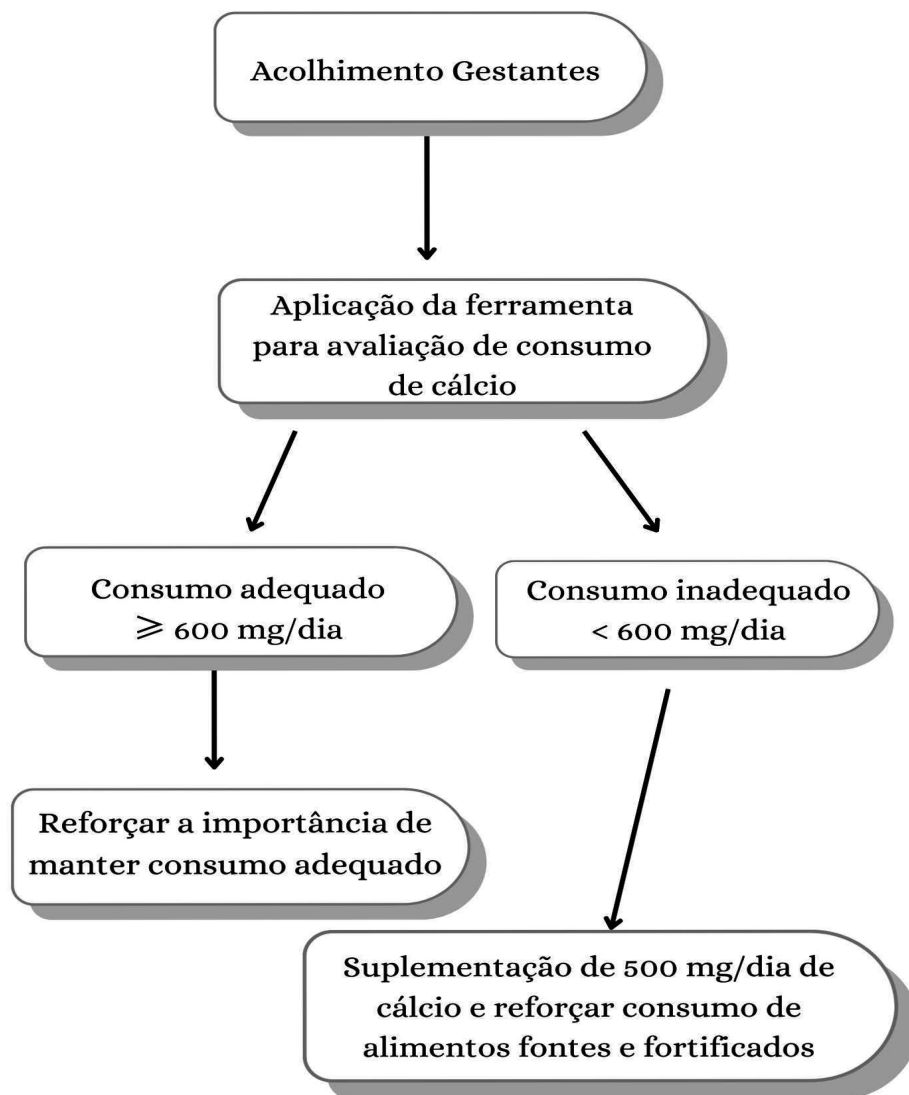 Acolhimento Gestantes
Aplicação da ferramenta
para avaliação de consumo
de cálcio
Consumo adequado
⩾ 600 mg/dia
Consumo inadequado
< 600 mg/dia
Reforçar a importância de
manter consumo adequado
Suplementação de 500 mg/dia de
cálcio e reforçar consumo de
alimentos fontes e fortificados